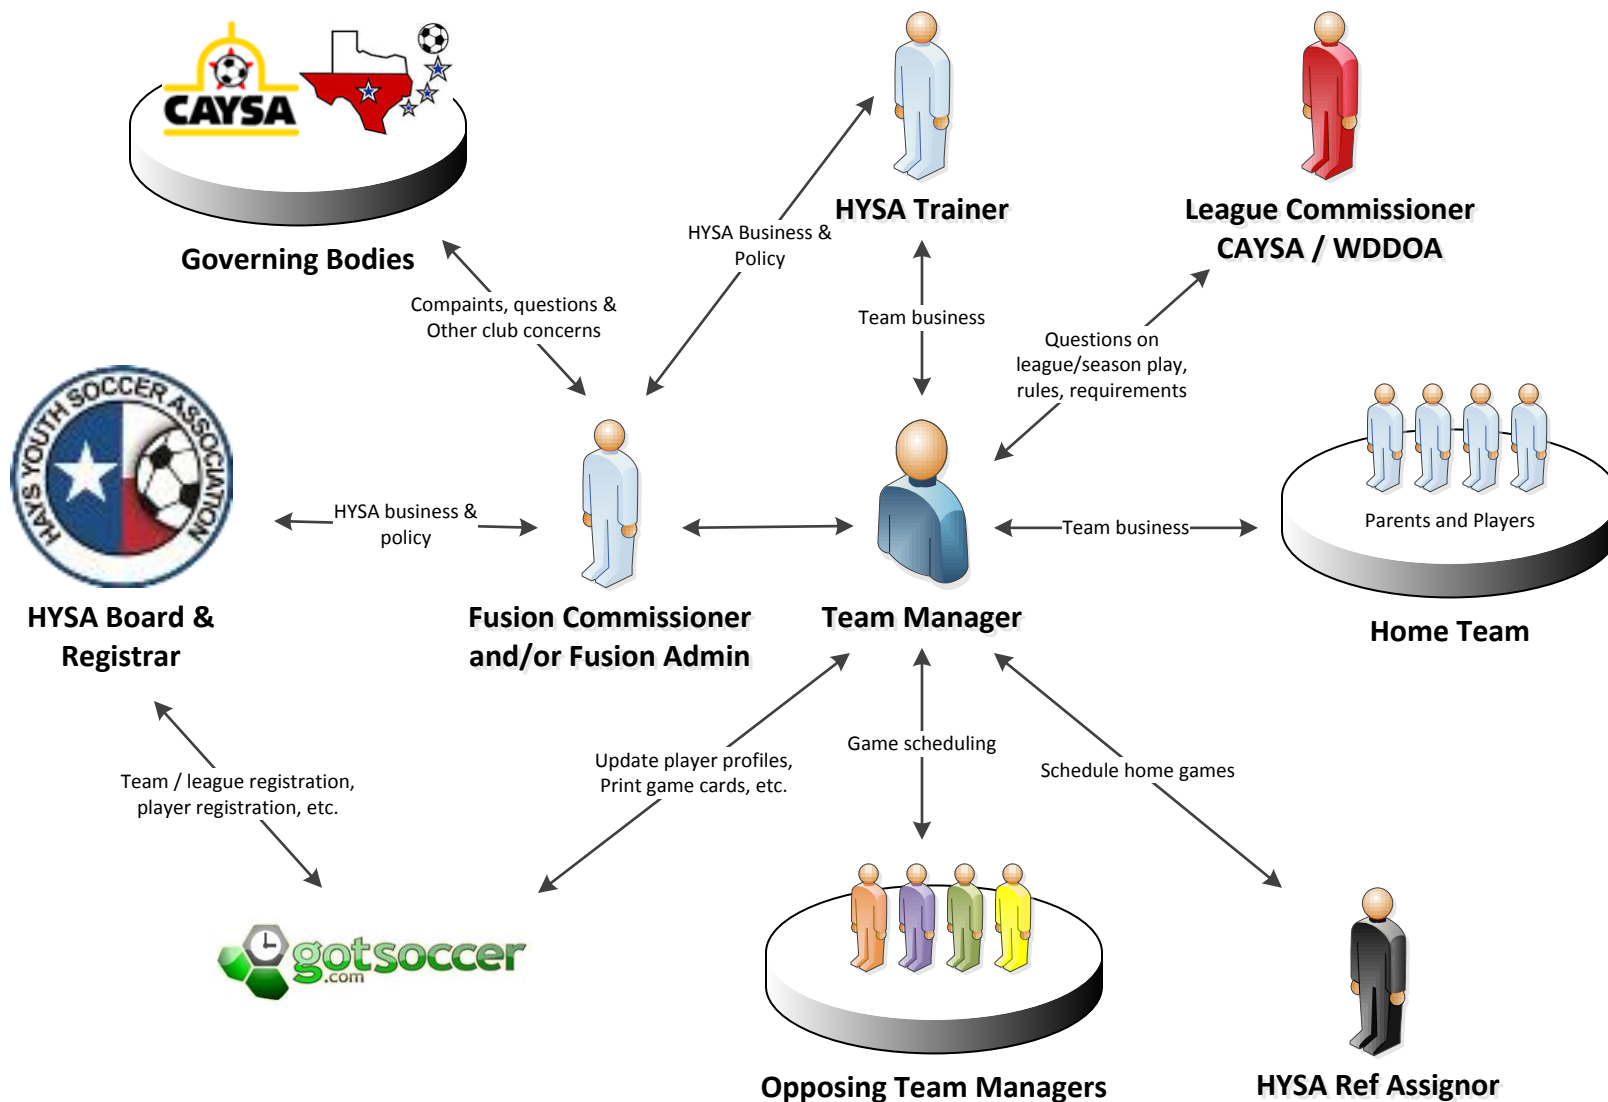 CAYSA
Governing Bodies
HYSA Trainer
League Commissioner
CAYSA / WDDOA
HYSA Business &
Policy
Compaints, questions &
Other club concerns
Team business
Questions on
league/season play,
rules, requirements
HAYS YOUTH SOCCER ASSOCIATION
HYSA business &
policy
Team business
Parents and Players
HYSA Board &
Registrar
Fusion Commissioner
and/or Fusion Admin
Team Manager
Home Team
Team / league registration,
player registration, etc.
Update player profiles,
Print game cards, etc.
Game scheduling
Schedule home games
gotsoccer
.com
Opposing Team Managers
HYSA Ref Assignor